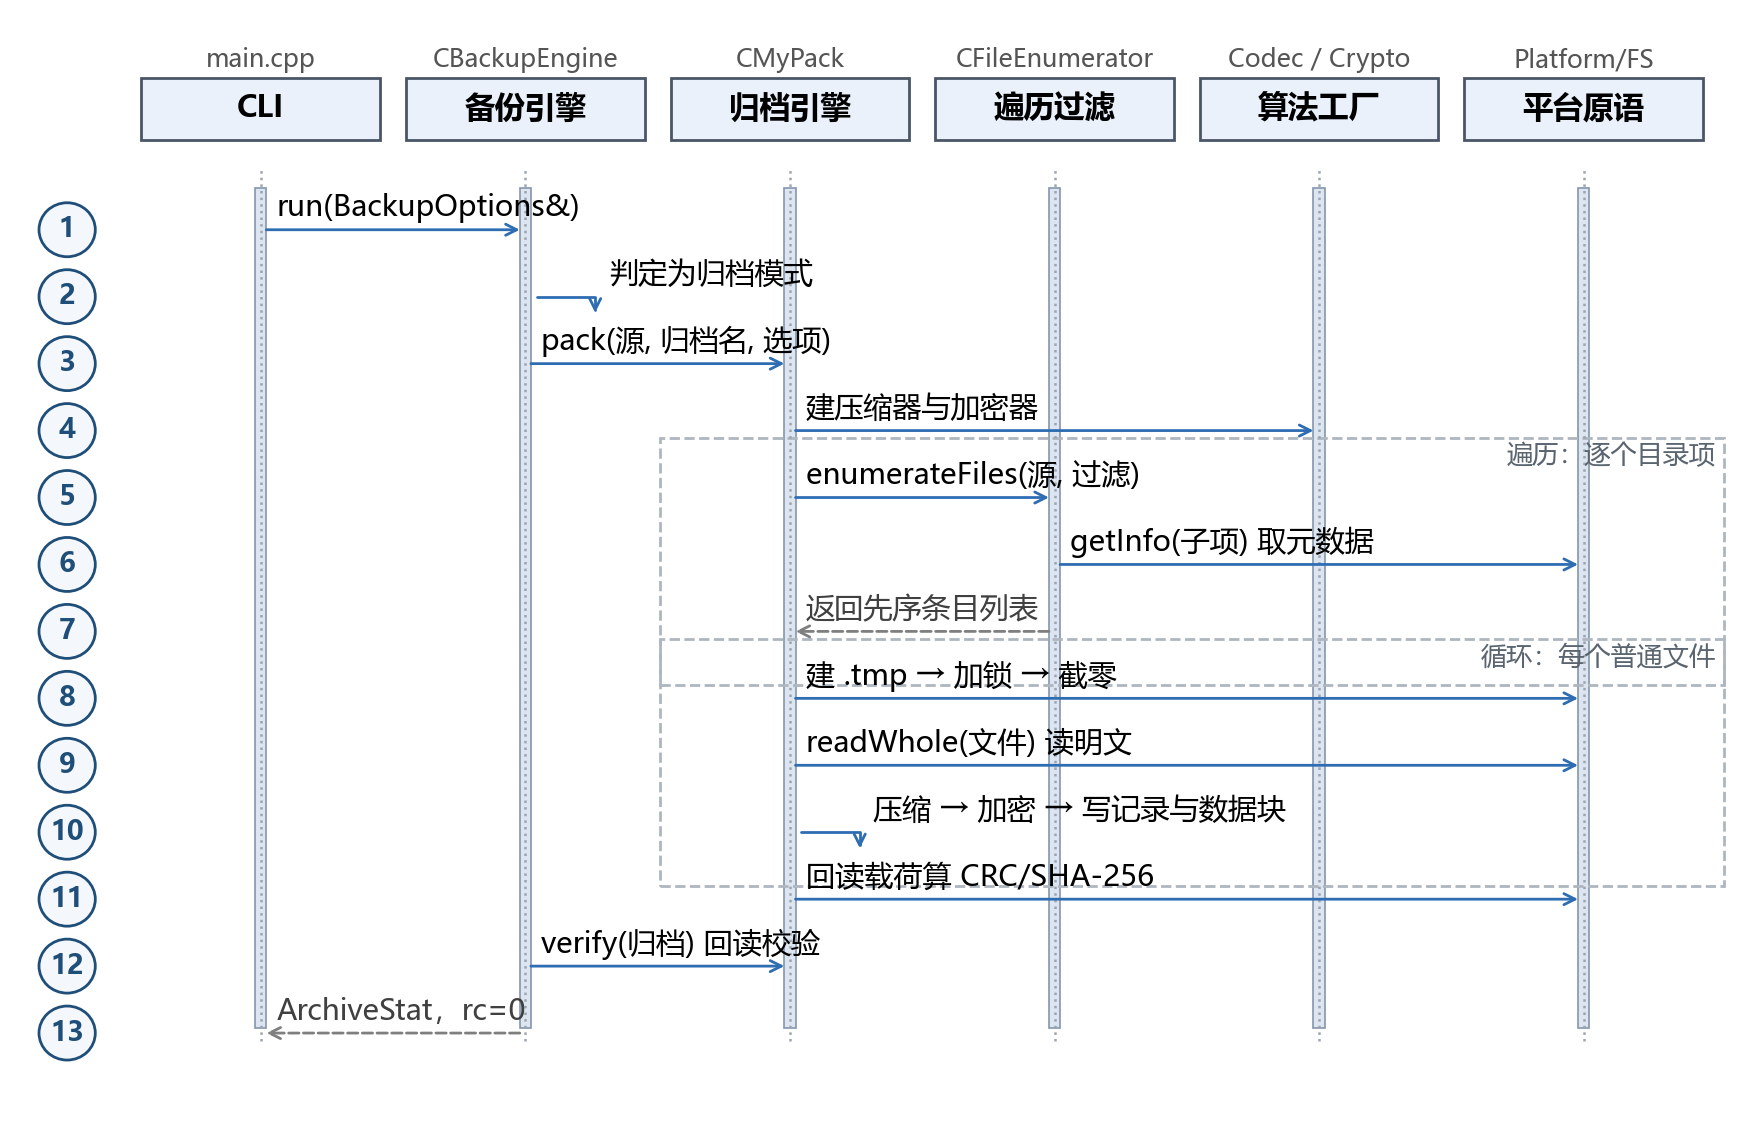 main.cpp
CLI
CBackupEngine
备份引擎
CMyPack
归档引擎
CFileEnumerator
遍历过滤
Codec / Crypto
算法工厂
Platform/FS
平台原语
1
run(BackupOptions&)
2
判定为归档模式
3
pack(源, 归档名, 选项)
4
建压缩器与加密器
遍历：逐个目录项
5
enumerateFiles(源, 过滤)
6
getInfo(子项) 取元数据
7
返回先序条目列表
循环：每个普通文件
8
建 .tmp → 加锁 → 截零
9
readWhole(文件) 读明文
10
压缩 → 加密 → 写记录与数据块
11
回读载荷算 CRC/SHA-256
12
verify(归档) 回读校验
13
ArchiveStat，rc=0